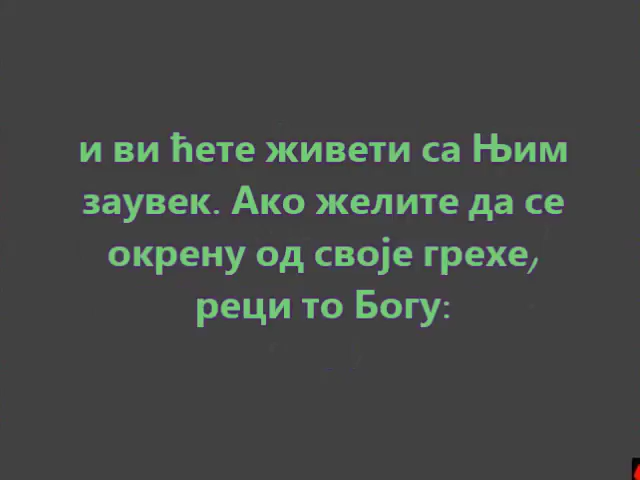 и ви ћете живети са Њим
заувек. Ако желите да се
окрену од своје грехе,
реци то Богу: